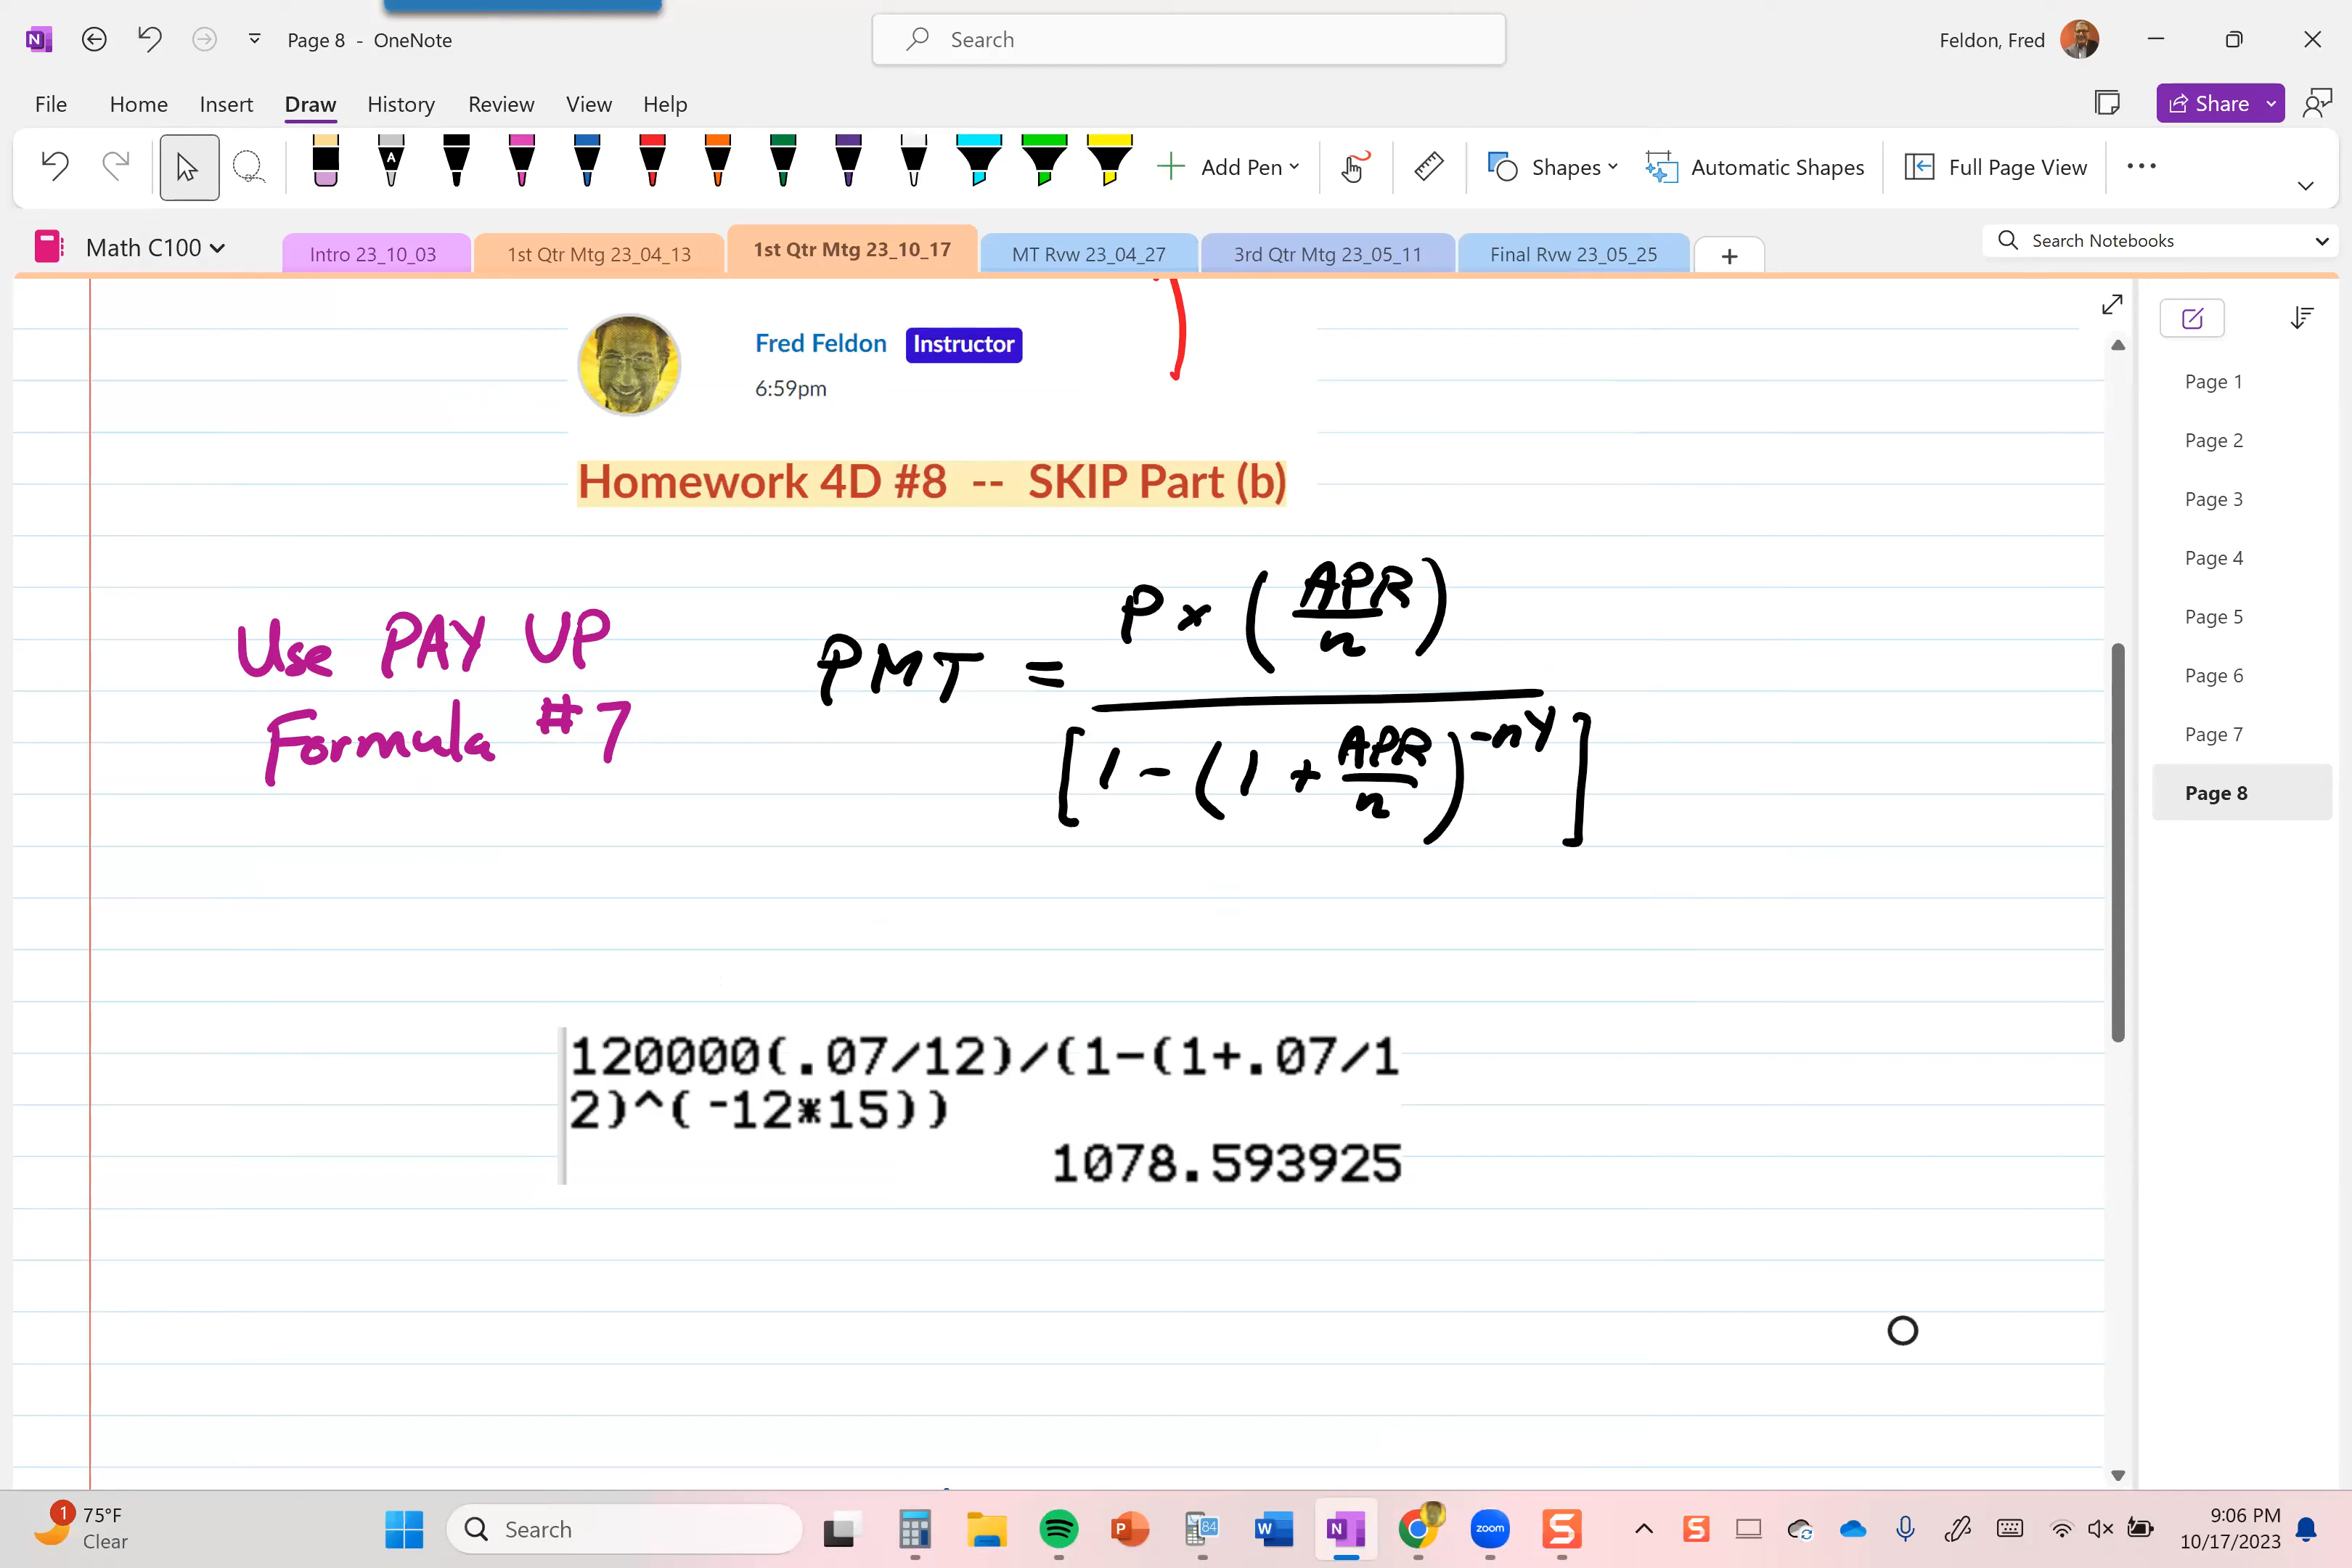 Page 8 - OneNote
Search
Feldon, Fred
File Home Insert Draw History Review View Help
Share
A
Add Pen
Shapes
Automatic Shapes
Full Page View
Math C100
Intro 23_10_03
1st Qtr Mtg 23_04_13
1st Qtr Mtg 23_10_17
MT Rvw 23_04_27
3rd Qtr Mtg 23_05_11
Final Rvw 23_05_25
+
Search Notebooks
Fred Feldon Instructor
6:59pm
Homework 4D #8 -- SKIP Part (b)
Use PAY UP
Formula #7
PMT = P × (APR/n) / [1 - (1 + APR/n)^-nY]
120000(.07/12)/(1-(1+.07/1
2)^(-12*15))
1078.593925
Page 1
Page 2
Page 3
Page 4
Page 5
Page 6
Page 7
Page 8
1
75°F
Clear
Search
P
84
W
N
zoom
S
S
9:06 PM
10/17/2023